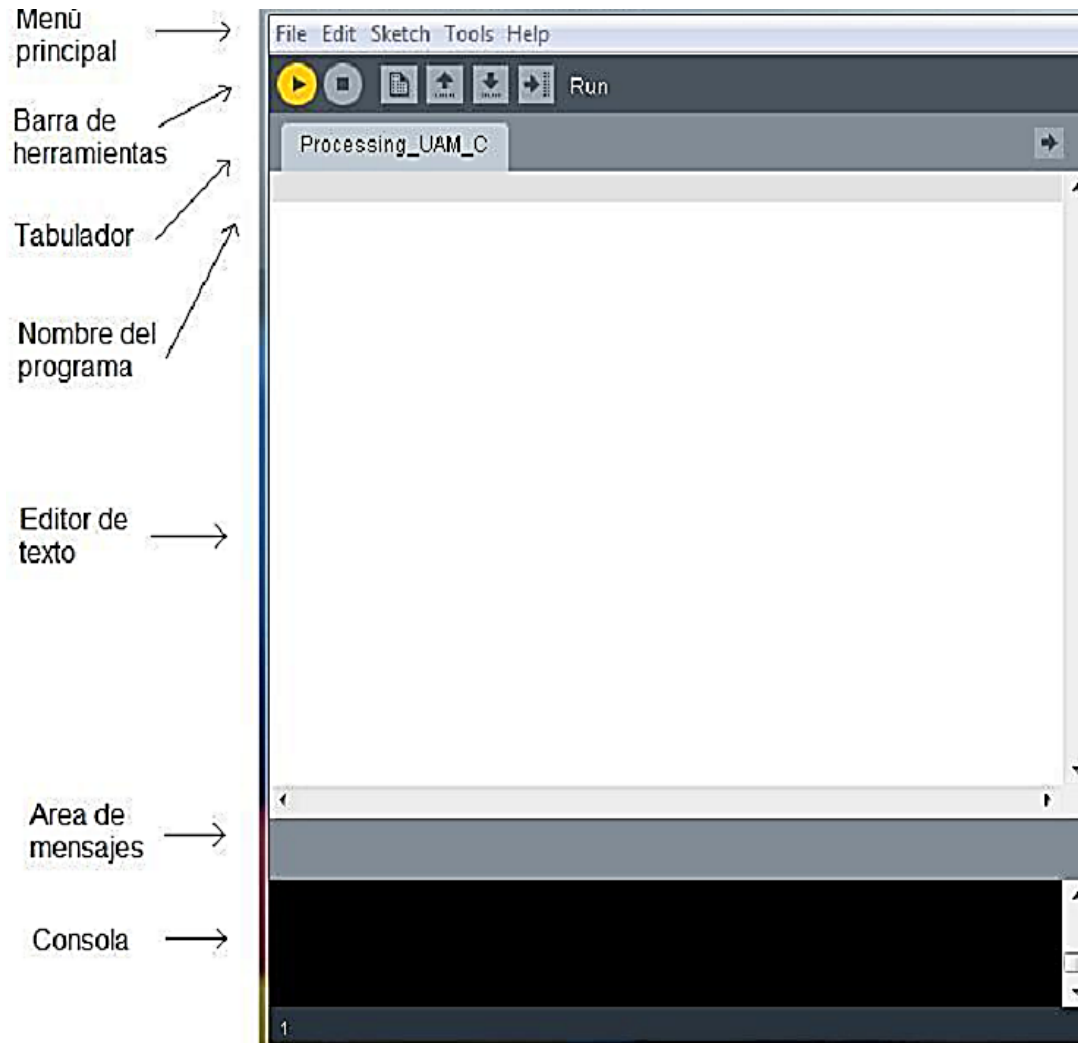 Menú
principal
File Edit Sketch Tools Help
Run
Barra de
herramientas
Processing_UAM_C
Tabulador
Nombre del
programa
Editor de
texto
Area de
mensajes
Consola
1